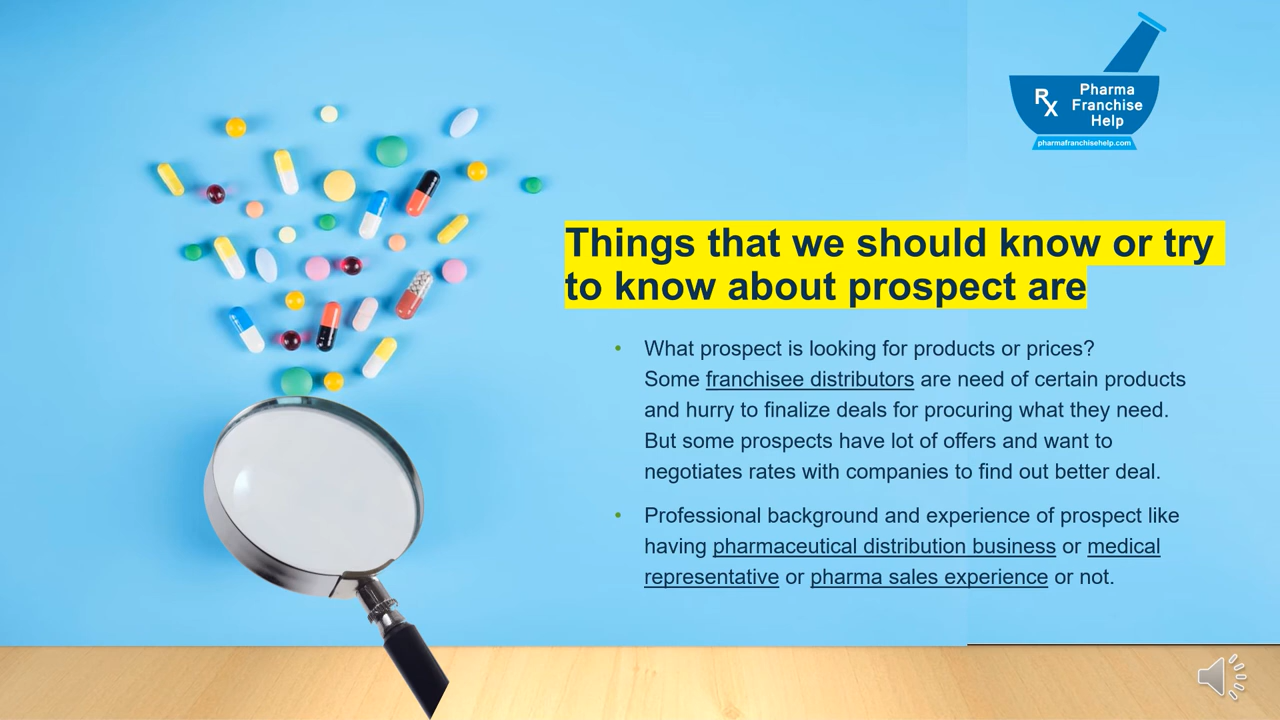 Rx
Pharma
Franchise
Help
pharmafranchisehelp.com
Things that we should know or try
to know about prospect are
• What prospect is looking for products or prices?
Some franchisee distributors are need of certain products
and hurry to finalize deals for procuring what they need.
But some prospects have lot of offers and want to
negotiates rates with companies to find out better deal.
• Professional background and experience of prospect like
having pharmaceutical distribution business or medical
representative or pharma sales experience or not.